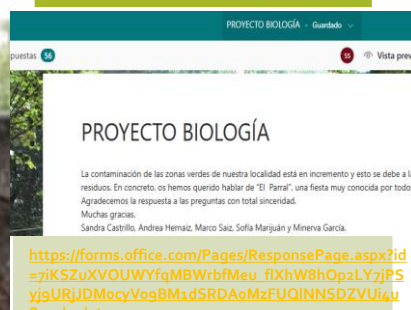 PROYECTO BIOLOGÍA - Guardado
puestas 56
SS Vista prev
PROYECTO BIOLOGÍA
La contaminación de las zonas verdes de nuestra localidad está en incremento y esto se debe a la
residuos. En concreto, os hemos querido hablar de "El Parral", una fiesta muy conocida por todo
Agradecemos la respuesta a las preguntas con total sinceridad.
Muchas gracias.
Sandra Castrillo, Andrea Hernaiz, Marco Saiz, Sofía Marijuán y Minerva García.
https://forms.office.com/Pages/ResponsePage.aspx?id
=7iKSZuXVOUWYfqMBWrbfMeu_flXhW8hOp2LY7jPS
yj9URjJDMocyV09BM1dSRDAoMzFUQlNNSDZVUi4u